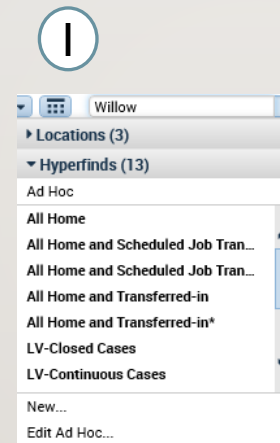 1
Willow
Locations (3)
Hyperfinds (13)
Ad Hoc
All Home
All Home and Scheduled Job Tran...
All Home and Scheduled Job Tran...
All Home and Transferred-in
All Home and Transferred-in*
LV-Closed Cases
LV-Continuous Cases
New...
Edit Ad Hoc...